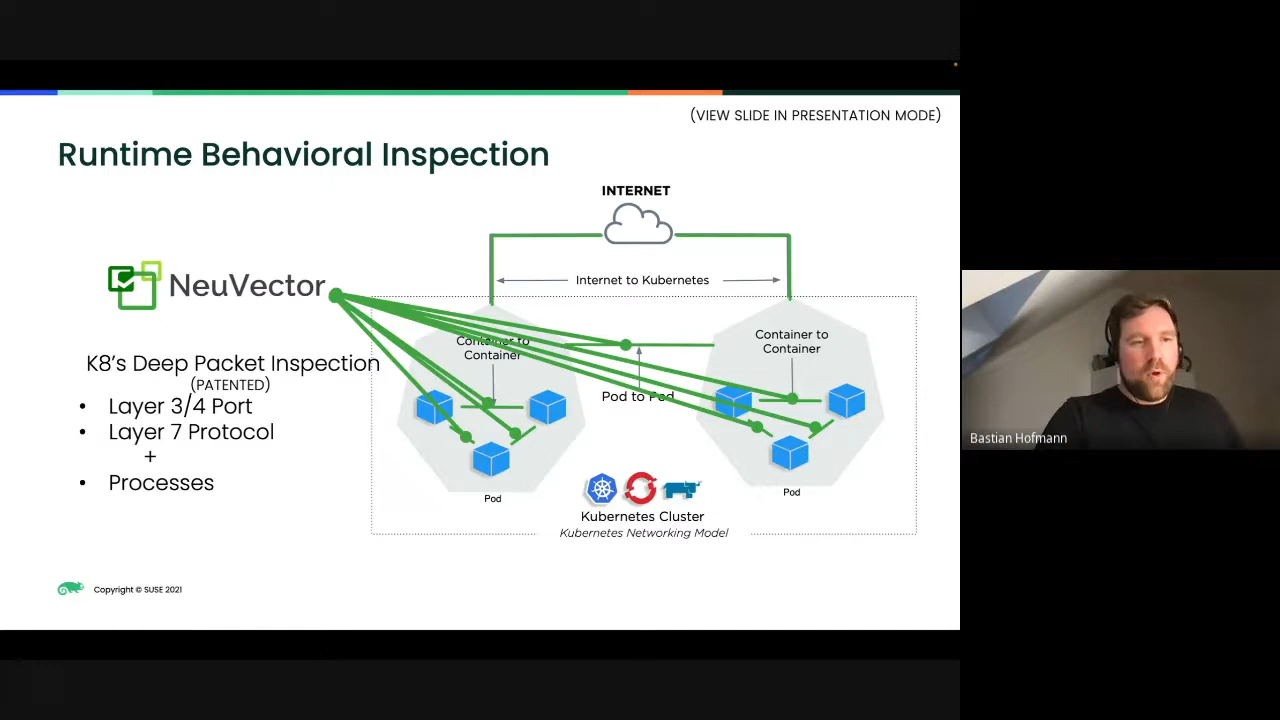 (VIEW SLIDE IN PRESENTATION MODE)
Runtime Behavioral Inspection
INTERNET
Internet to Kubernetes
NeuVector
Container to
Container
Container to
Container
K8’s Deep Packet Inspection
(PATENTED)
• Layer 3/4 Port
• Layer 7 Protocol
+
• Processes
Pod to Pod
Pod
Pod
Kubernetes Cluster
Kubernetes Networking Model
Copyright © SUSE 2021
Bastian Hofmann